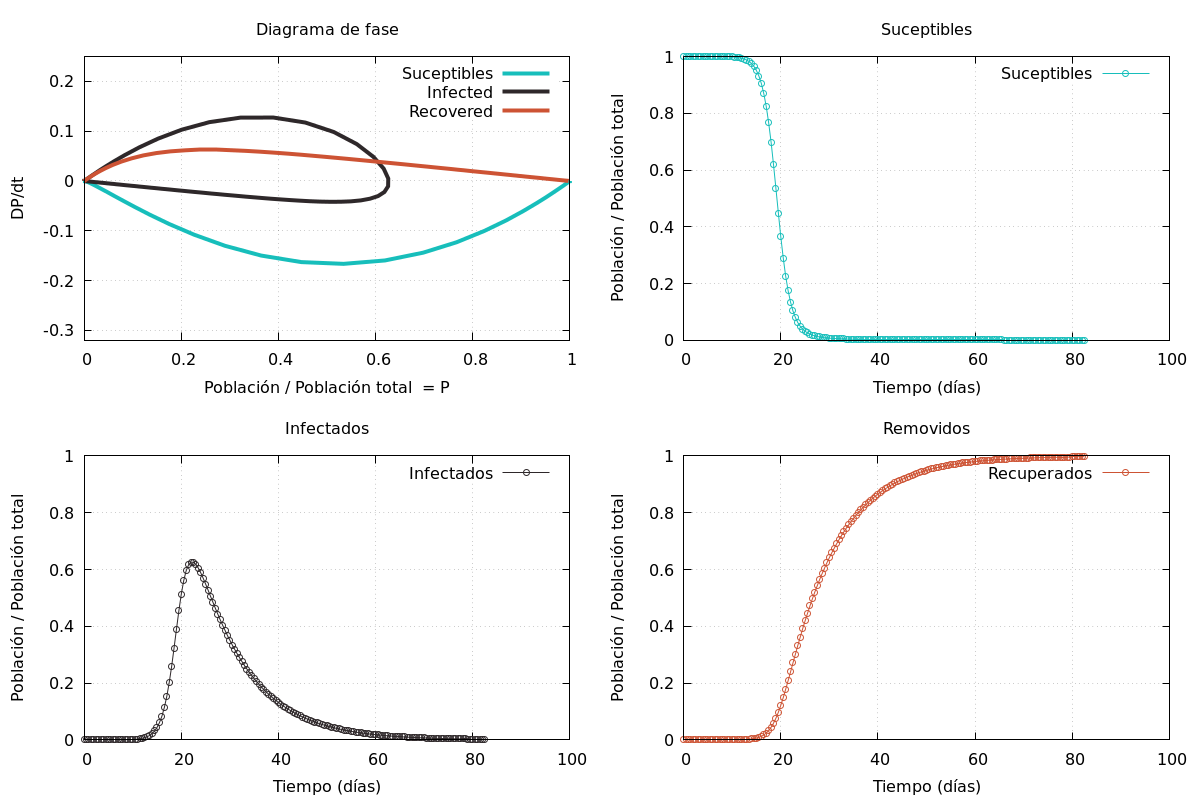 Diagrama de fase
Suceptibles
Infected
Recovered
0.2
0.1
0
-0.1
-0.2
-0.3
DP/dt
0 0.2 0.4 0.6 0.8 1
Población / Población total = P
Suceptibles
Suceptibles
1
0.8
0.6
0.4
0.2
0
Población / Población total
0 20 40 60 80 100
Tiempo (días)
Infectados
Infectados
1
0.8
0.6
0.4
0.2
0
Población / Población total
0 20 40 60 80 100
Tiempo (días)
Removidos
Recuperados
1
0.8
0.6
0.4
0.2
0
Población / Población total
0 20 40 60 80 100
Tiempo (días)